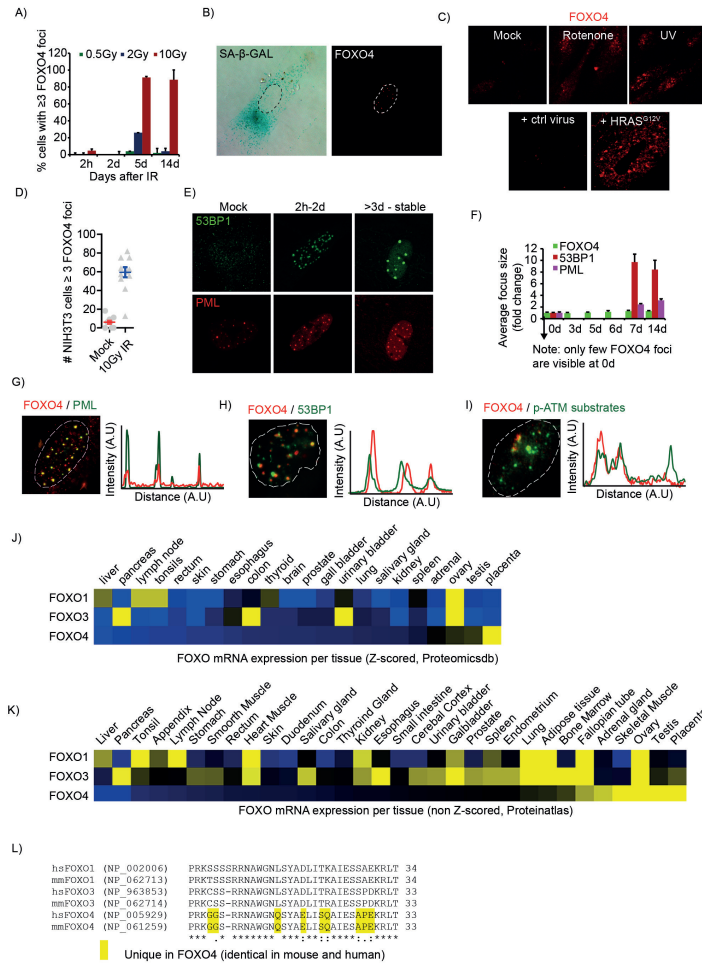 A)
0.5Gy 2Gy 10Gy
% cells with ≥3 FOXO4 foci
100
80
60
40
20
0
2h 2d 5d 14d
Days after IR
B)
SA-β-GAL
FOXO4
C)
FOXO4
Mock
Rotenone
UV
+ ctrl virus
+ HRASG12V
D)
# NIH3T3 cells ≥ 3 FOXO4 foci
100
80
60
40
20
0
Mock
10Gy IR
E)
Mock
2h-2d
>3d - stable
53BP1
PML
F)
FOXO4
53BP1
PML
Average focus size
(fold change)
15
10
5
0
0d 3d 5d 6d 7d 14d
Note: only few FOXO4 foci
are visible at 0d
G)
FOXO4 / PML
Intensity (A.U)
Distance (A.U)
H)
FOXO4 / 53BP1
Intensity (A.U)
Distance (A.U)
I)
FOXO4 / p-ATM substrates
Intensity (A.U)
Distance (A.U)
J)
liver
pancreas
lymph node
tonsils
rectum
skin
stomach
esophagus
colon
thyroid
brain
prostate
gall bladder
urinary bladder
lung
salivary gland
kidney
spleen
adrenal
ovary
testis
placenta
FOXO1
FOXO3
FOXO4
FOXO mRNA expression per tissue (Z-scored, Proteomicsdb)
K)
Liver
Pancreas
Tonsil
Appendix
Lymph Node
Stomach
Smooth Muscle
Rectum
Heart Muscle
Skin
Duodenum
Salivary gland
Colon
Thyroid Gland
Kidney
Esophagus
Small intestine
Cerebral Cortex
Urinary bladder
Galbladder
Prostate
Spleen
Endometrium
Lung
Adipose tissue
Bone Marrow
Fallopian tube
Adrenal gland
Skeletal Muscle
Ovary
Testis
Placenta
FOXO1
FOXO3
FOXO4
FOXO mRNA expression per tissue (non Z-scored, Proteinatlas)
L)
hsFOXO1 (NP_002006) PRKSSSSRRNAWGNLSYADLITKAIESSAEKRLT 34
mmFOXO1 (NP_062713) PRKTSSSRRNAWGNLSYADLITKAIESSAEKRLT 34
hsFOXO3 (NP_963853) PRKCSS-RRNAWGNLSYADLITRAIESSPDKRLT 33
mmFOXO3 (NP_062714) PRKCSS-RRNAWGNLSYADLITRAIESSPDKRLT 33
hsFOXO4 (NP_005929) PRKGGS-RRNAWGNQSYAELISQAIESAPEKRLT 33
mmFOXO4 (NP_061259) PRKGGS-RRNAWGNQSYAELISQAIESAPEKRLT 33
*** .* ******* ***:**::****:.:****
Unique in FOXO4 (identical in mouse and human)